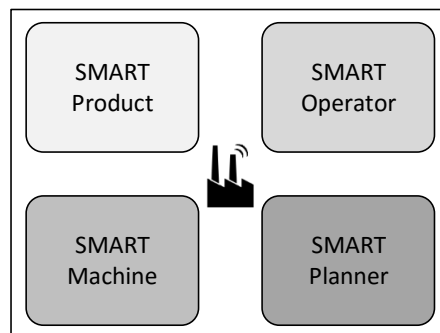 SMART
Product
SMART
Operator
SMART
Machine
SMART
Planner